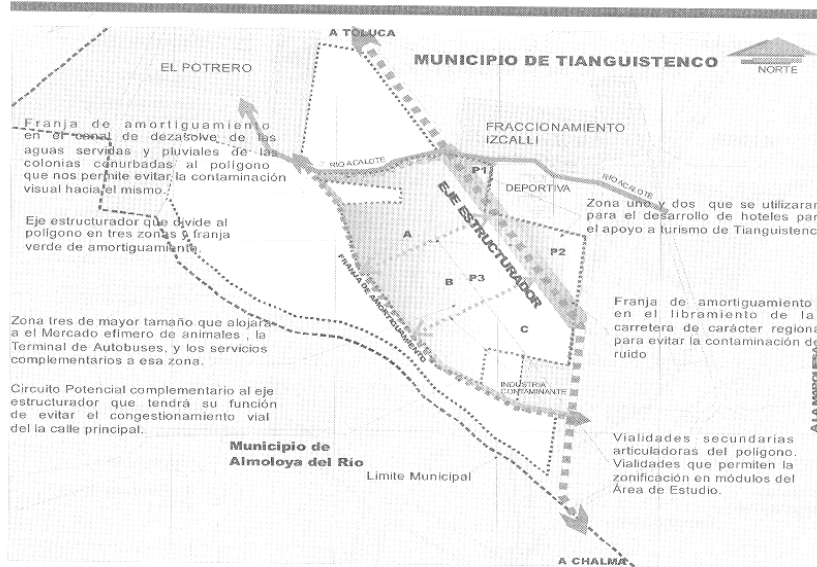 A TOLUCA
MUNICIPIO DE TIANGUISTENCO
NORTE
EL POTRERO
Franja de amortiguamiento
en el canal de dezasolve de las
aguas servidas y pluviales de las
colonias conurbadas al polígono
que nos permite evitar la contaminación
visual hacia el mismo.
FRACCIONAMIENTO
IZCALLI
RIO ACALOTE
P1
DEPORTIVA
RIO ACALOTE
Zona uno y dos que se utilizaran
para el desarrollo de hoteles par
el apoyo a turismo de Tianguistenc
Eje estructurador que divide al
polígono en tres zonas y franja
verde de amortiguamiento.
A
EJE ESTRUCTURADOR
P2
B
P3
FRANJA DE AMORTIGUAMIENTO
C
Franja de amortiguamiento
en el libramiento de la
carretera de carácter regiona
para evitar la contaminación de
ruido
Zona tres de mayor tamaño que alojara
a el Mercado efimero de animales , la
Terminal de Autobuses, y los servicios
complementarios a esa zona.
INDUSTRIA
CONTAMINANTE
A LA MARQUESA
Circuito Potencial complementario al eje
estructurador que tendrá su función
de evitar el congestionamiento vial
del la calle principal.
Municipio de
Almoloya del Río
Límite Municipal
Vialidades secundarias
articuladoras del polígono.
Vialidades que permiten la
zonificación en módulos del
Área de Estudio.
A CHALMA